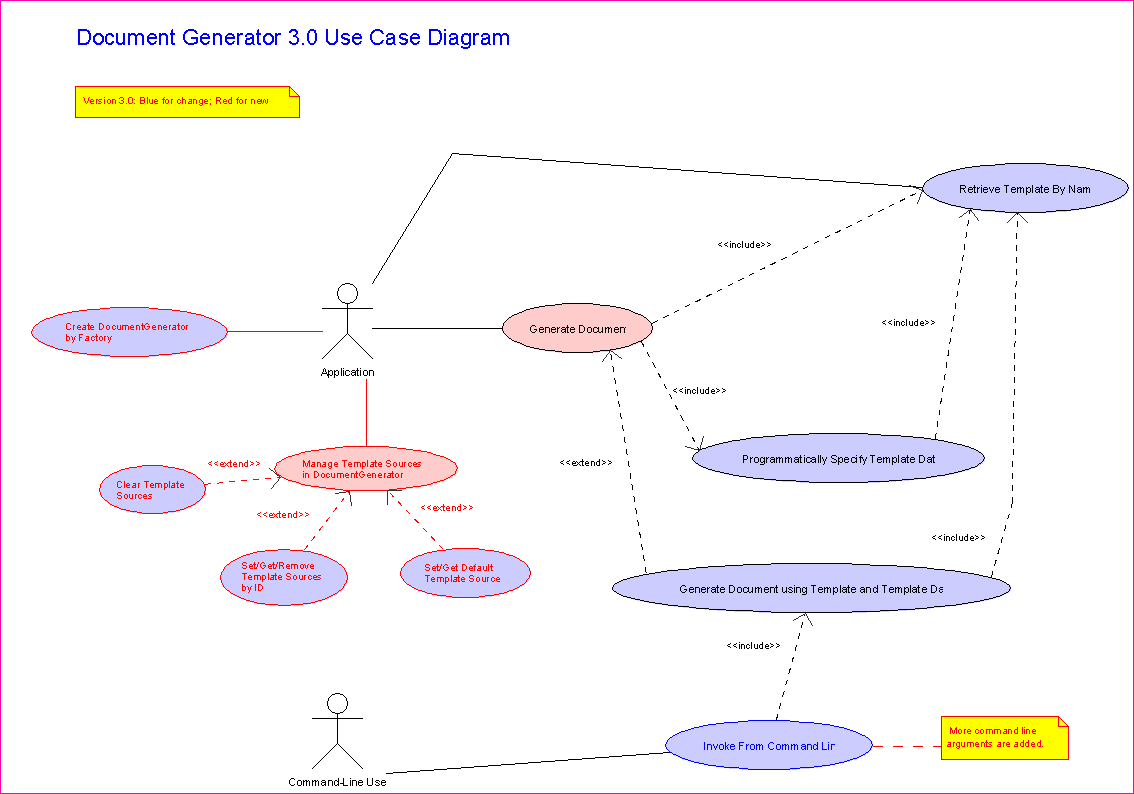 Document Generator 3.0 Use Case Diagram
Version 3.0: Blue for change; Red for new
Retrieve Template By Nam
<<include>>
<<include>>
Create DocumentGenerator
by Factory
Generate Documen
Application
<<include>>
<<extend>>
Manage Template Sources
in DocumentGenerator
<<extend>>
Programmatically Specify Template Dat
Clear Template
Sources
<<extend>>
<<extend>>
<<include>>
Set/Get/Remove
Template Sources
by ID
Set/Get Default
Template Source
Generate Document using Template and Template Da
<<include>>
More command line
arguments are added.
Invoke From Command Lin
Command-Line Use